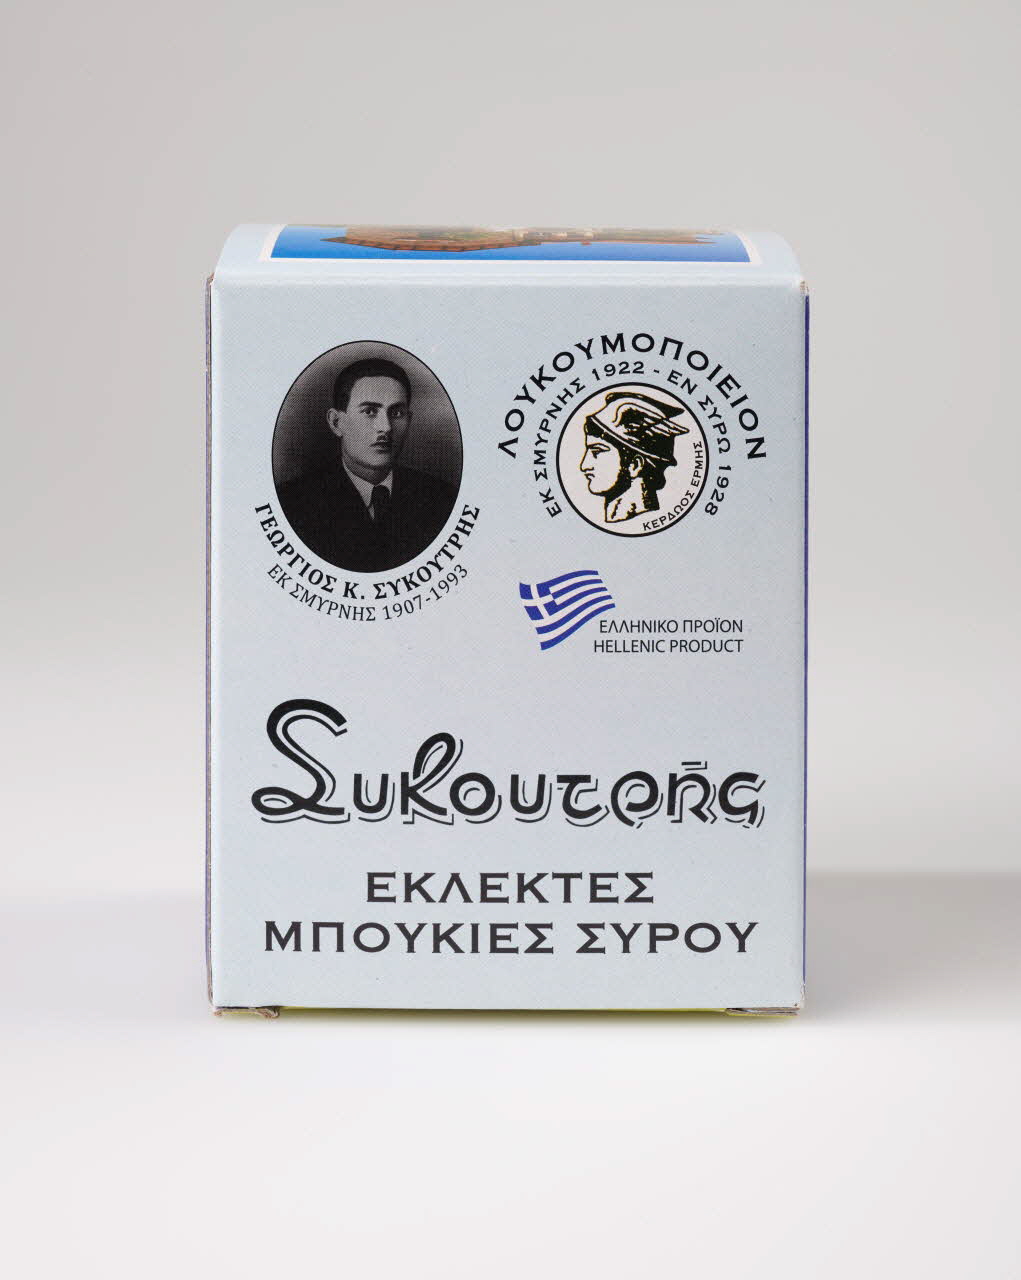 ΓΕΩΡΓΙΟΣ Κ. ΣΥΚΟΥΤΡΗΣ
ΕΚ ΣΜΥΡΝΗΣ 1907-1993
ΛΟΥΚΟΥΜΟΠΟΙΕΙΟΝ
ΕΚ ΣΜΥΡΝΗΣ 1922 - ΕΝ ΣΥΡΩ 1928
ΚΕΡΔΩΟΣ ΕΡΜΗΣ
ΕΛΛΗΝΙΚΟ ΠΡΟΪΟΝ
HELLENIC PRODUCT
Συκουτρης
ΕΚΛΕΚΤΕΣ
ΜΠΟΥΚΙΕΣ ΣΥΡΟΥ